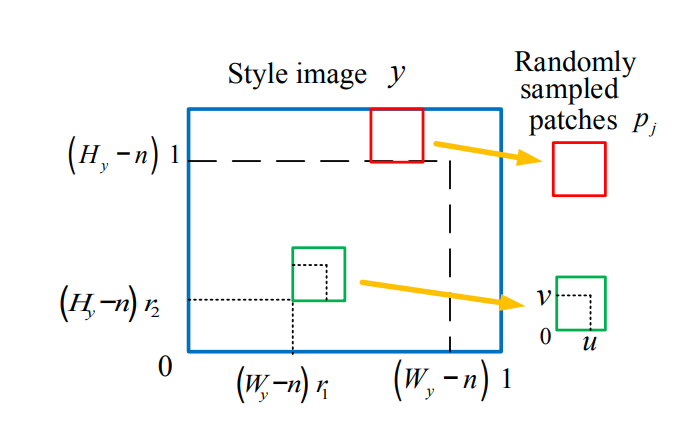 Style image y
Randomly
sampled
patches p_j
(H_y − n) 1
(H_y − n) r_2
0
(W_y − n) r_1
(W_y − n) 1
v
0
u